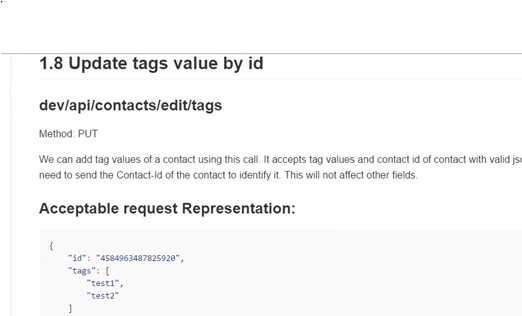 1.8 Update tags value by id
dev/api/contacts/edit/tags
Method: PUT
We can add tag values of a contact using this call. It accepts tag values and contact id of contact with valid
need to send the Contact-Id of the contact to identify it. This will not affect other fields.
Acceptable request Representation:
{
"id": "4584963487825920",
"tags": [
"test1",
"test2"
]